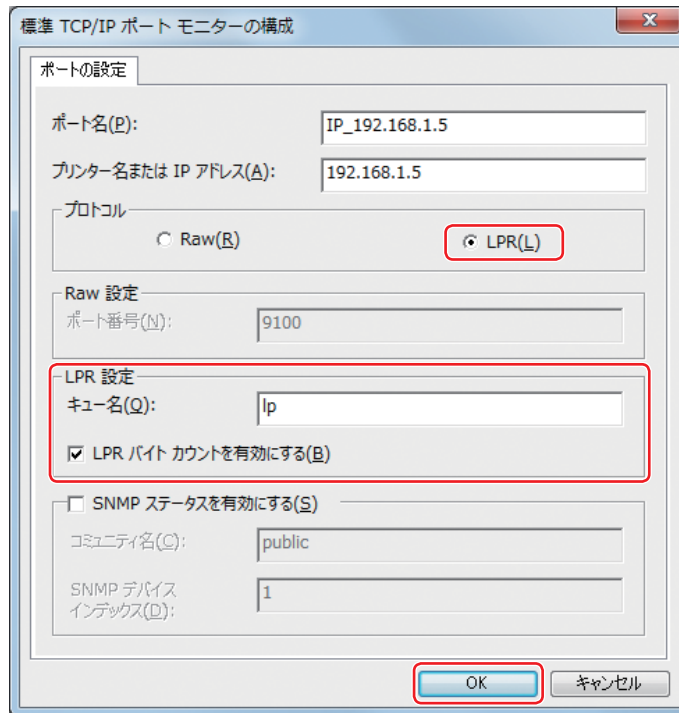 標準 TCP/IP ポート モニターの構成
ポートの設定
ポート名(P):
IP_192.168.1.5
プリンター名または IP アドレス(A):
192.168.1.5
プロトコル
Raw(R)
LPR(L)
Raw 設定
ポート番号(N):
9100
LPR 設定
キュー名(Q):
lp
LPR バイト カウントを有効にする(B)
SNMP ステータスを有効にする(S)
コミュニティ名(C):
public
SNMP デバイス
インデックス(D):
1
OK
キャンセル